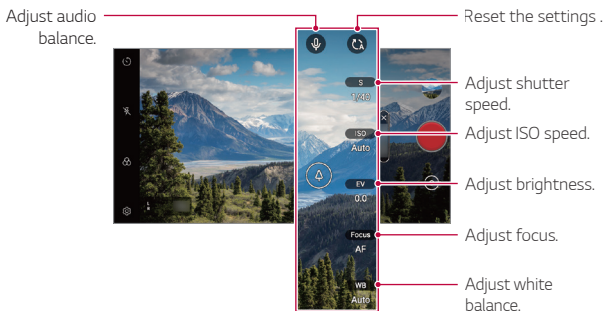 Adjust audio
balance.
Reset the settings .
S
1/40
Adjust shutter
speed.
ISO
Auto
Adjust ISO speed.
EV
0.0
Adjust brightness.
Focus
AF
Adjust focus.
WB
Auto
Adjust white
balance.
L
R
A